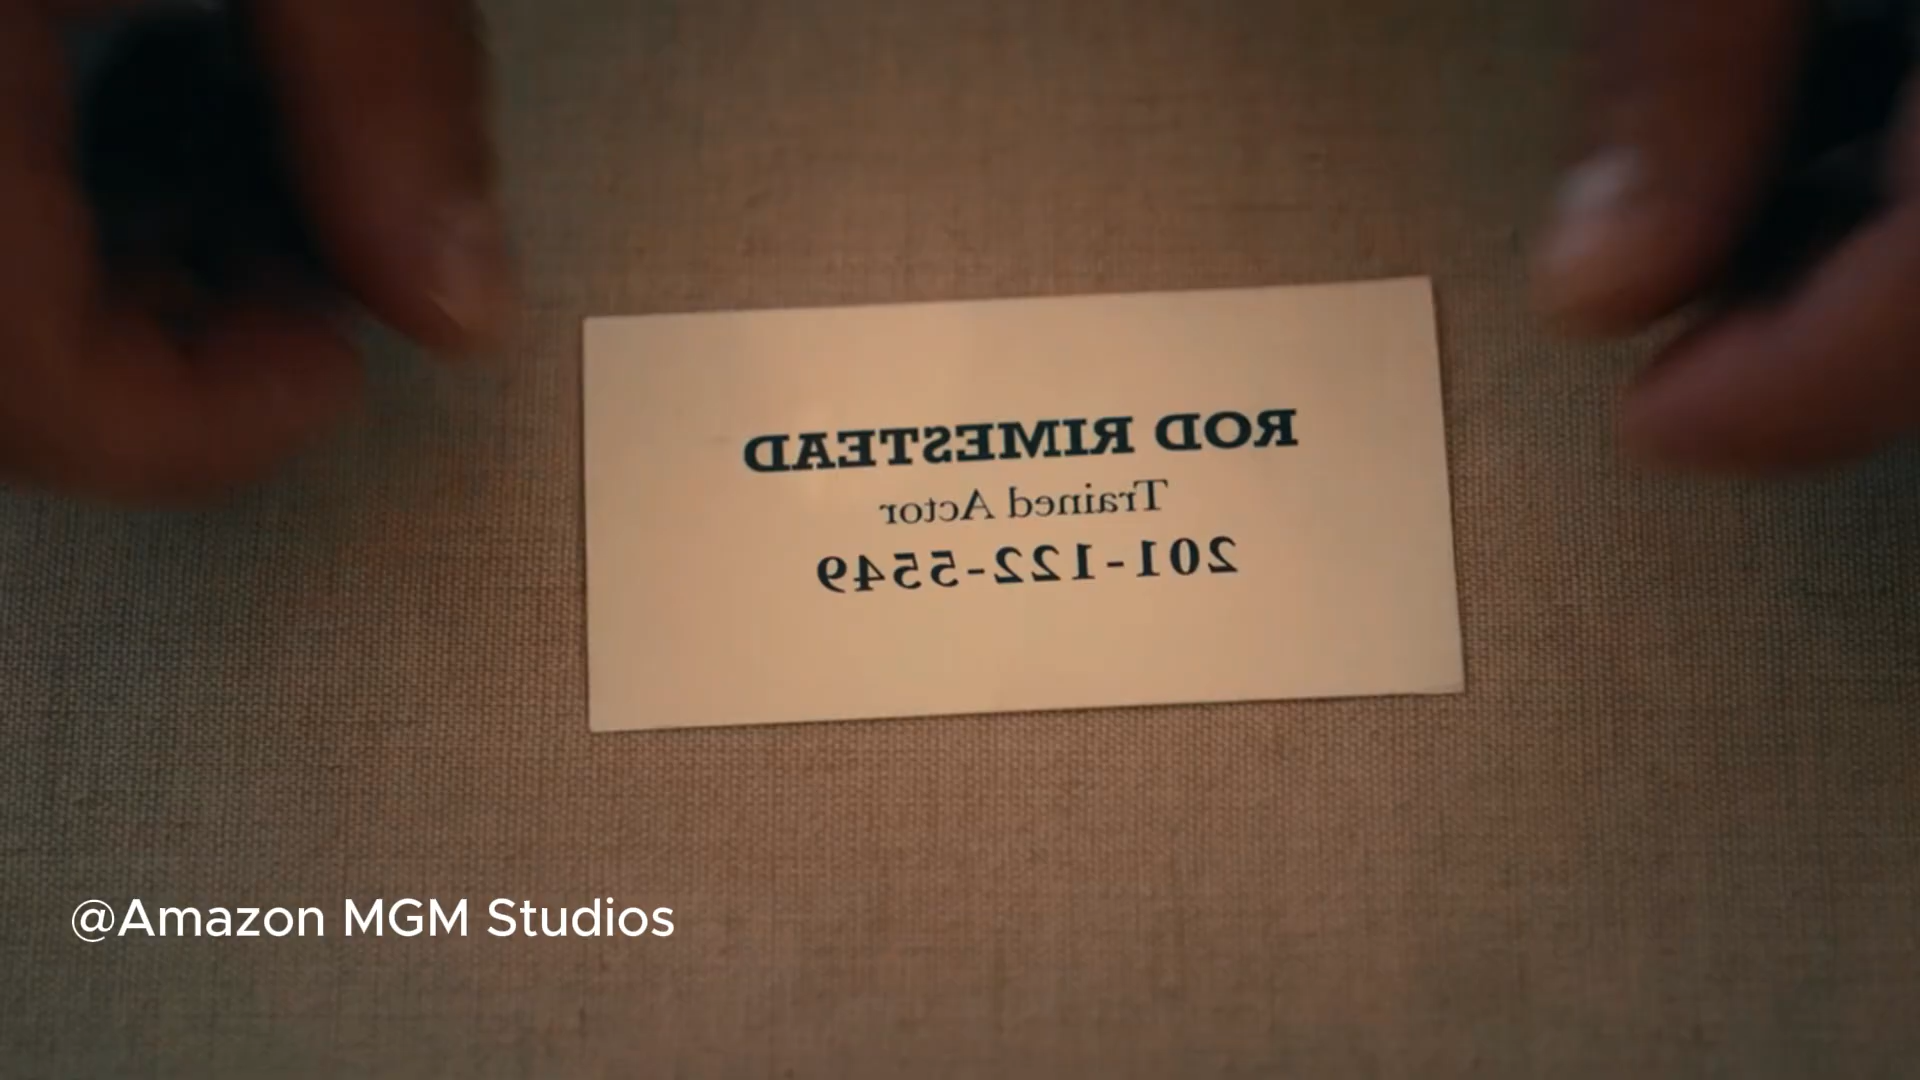 ROD RIMESTEAD
Trained Actor
201-122-5549
@Amazon MGM Studios